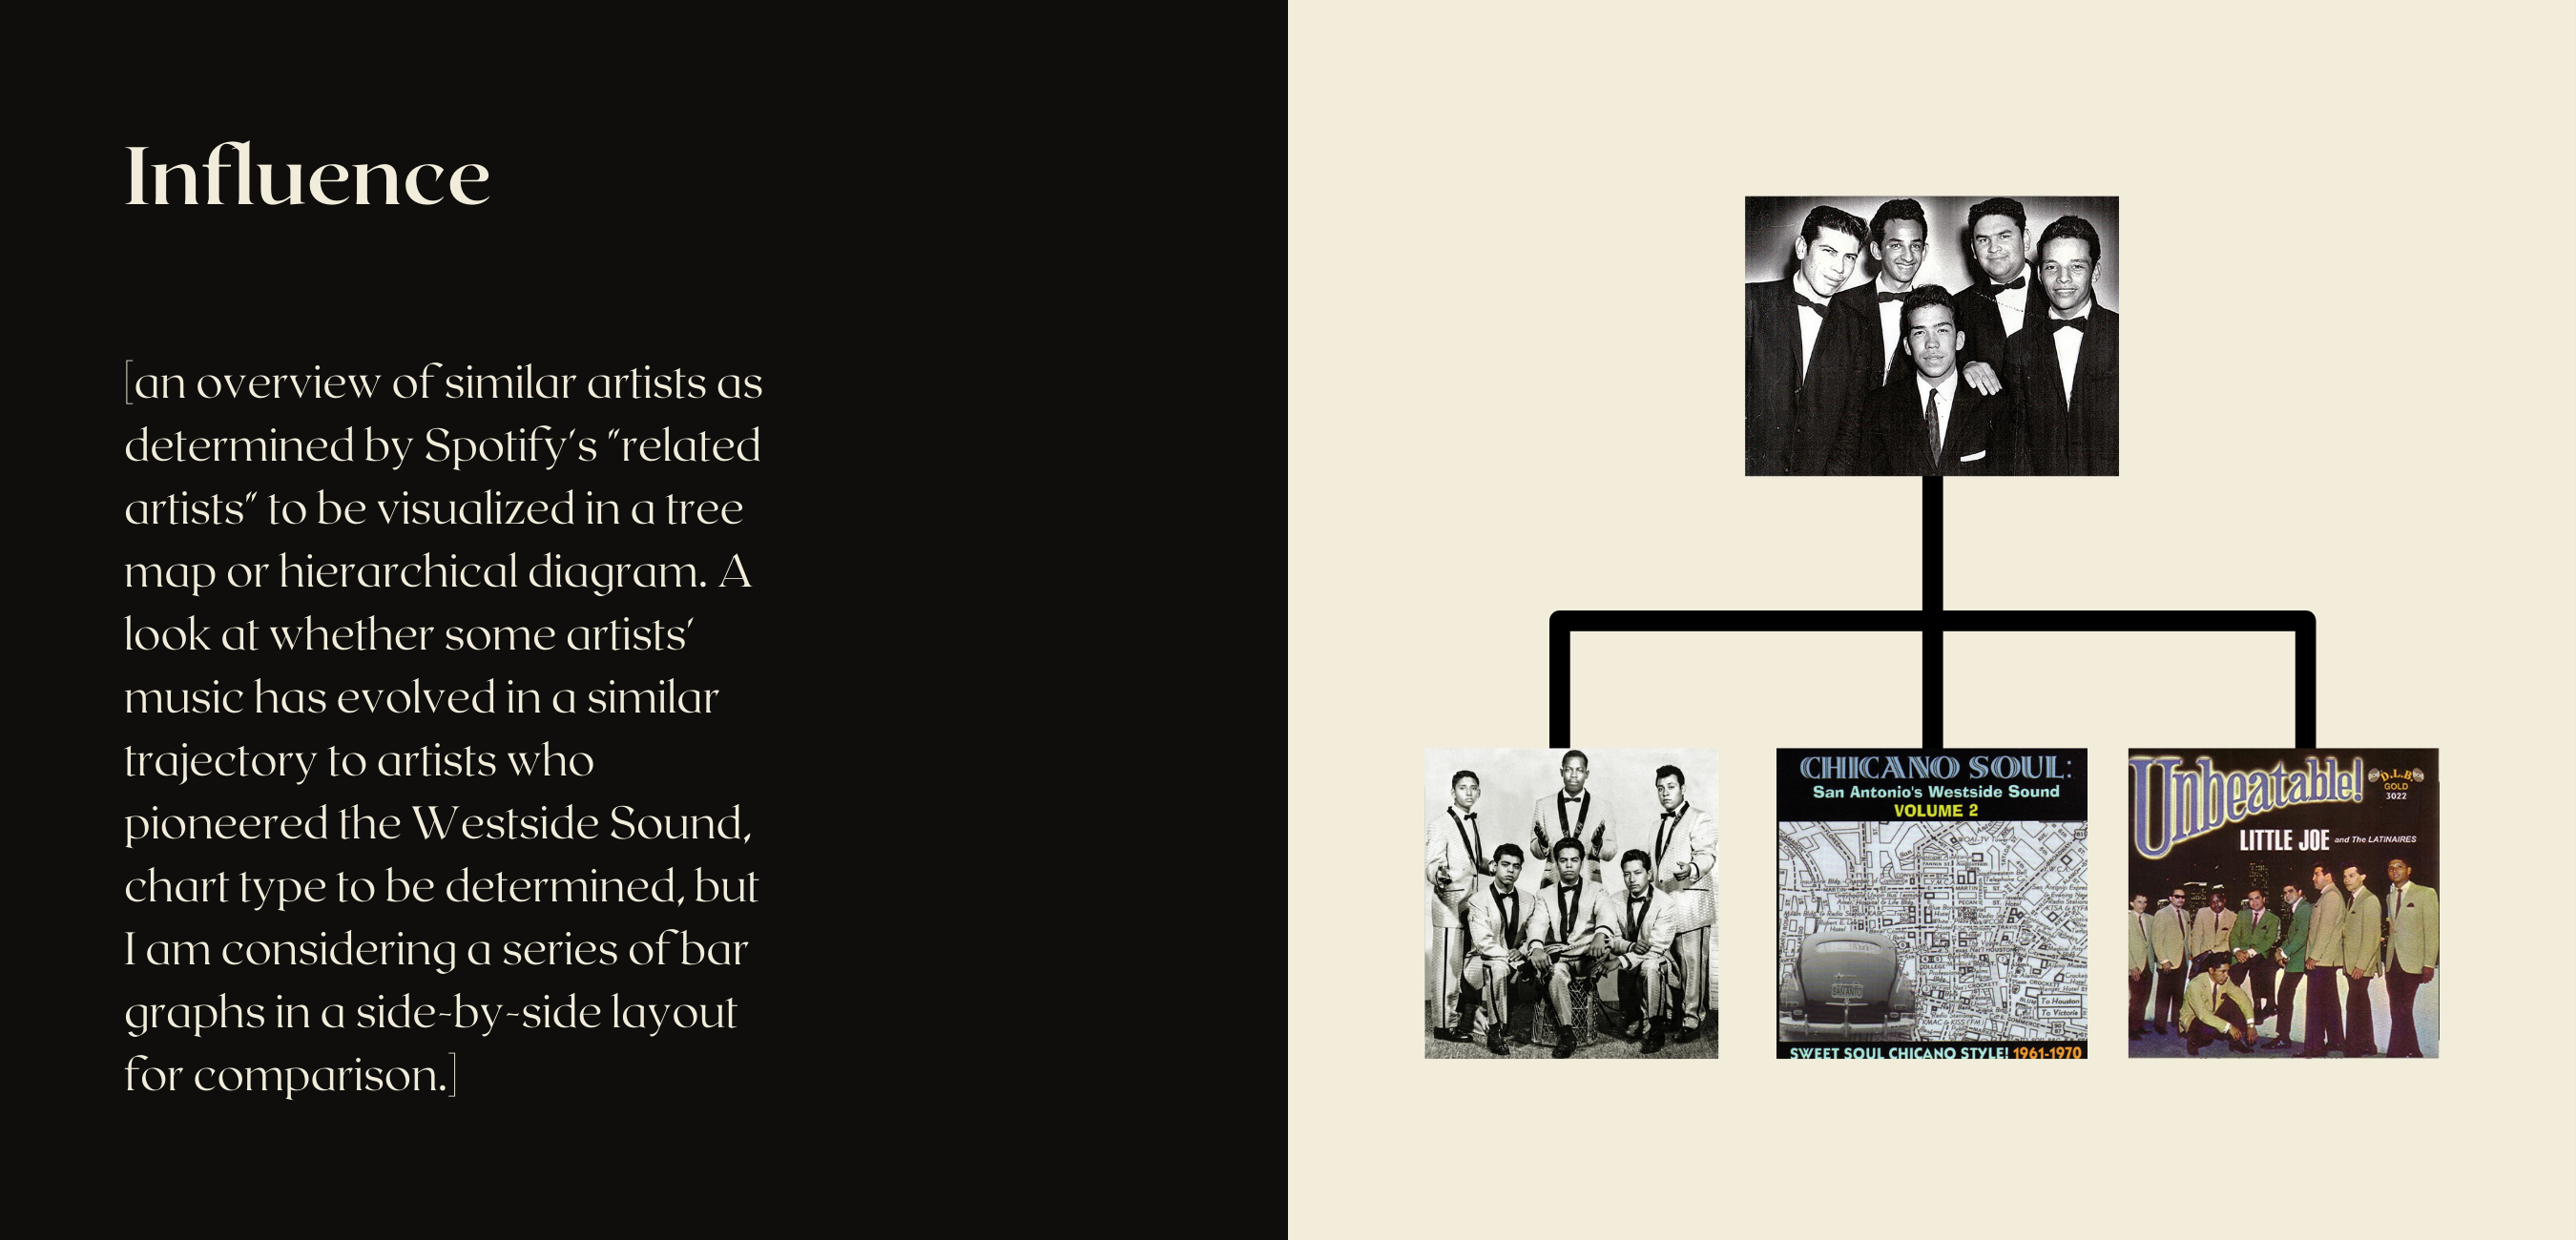 Influence
[an overview of similar artists as
determined by Spotify's "related
artists" to be visualized in a tree
map or hierarchical diagram. A
look at whether some artists'
music has evolved in a similar
trajectory to artists who
pioneered the Westside Sound,
chart type to be determined, but
I am considering a series of bar
graphs in a side-by-side layout
for comparison.]
CHICANO SOUL:
San Antonio's Westside Sound
VOLUME 2
To Houston
To Victoria
SWEET SOUL CHICANO STYLE! 1961-1970
Unbeatable!
D.L.B.
GOLD
3022
LITTLE JOE and The LATINAIRES